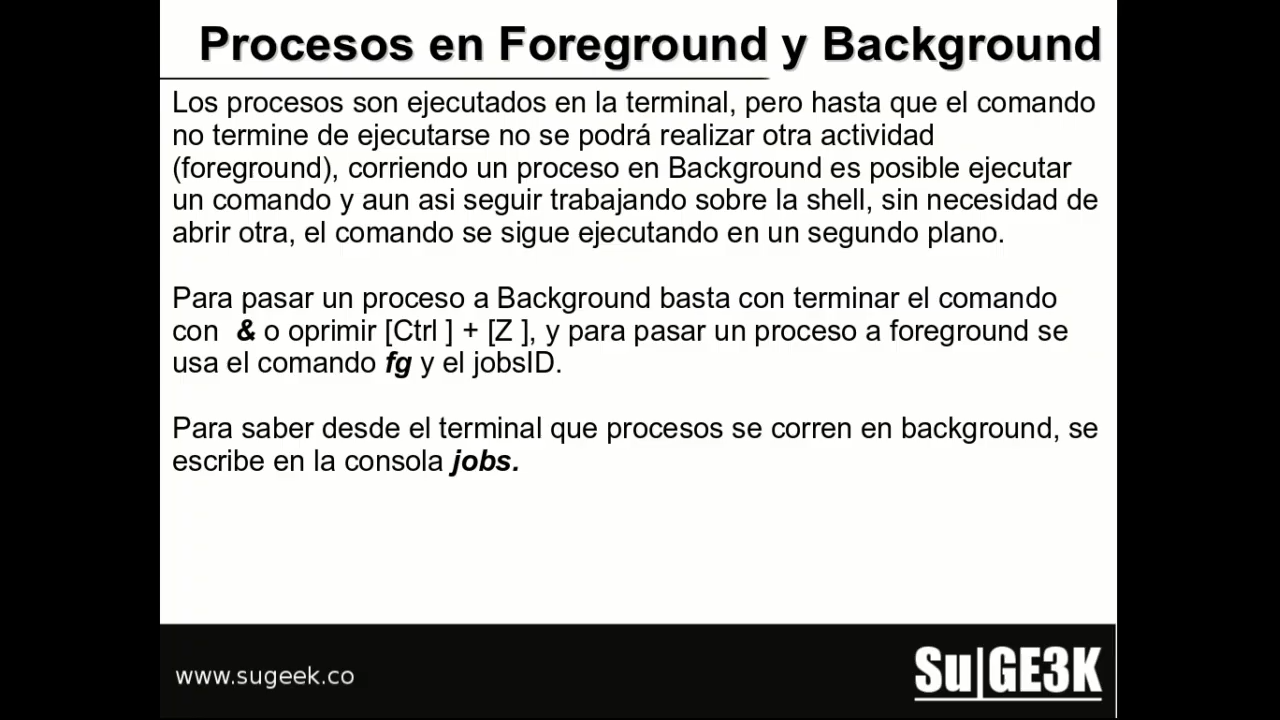 Procesos en Foreground y Background
Los procesos son ejecutados en la terminal, pero hasta que el comando
no termine de ejecutarse no se podrá realizar otra actividad
(foreground), corriendo un proceso en Background es posible ejecutar
un comando y aun asi seguir trabajando sobre la shell, sin necesidad de
abrir otra, el comando se sigue ejecutando en un segundo plano.
Para pasar un proceso a Background basta con terminar el comando
con & o oprimir [Ctrl ] + [Z ], y para pasar un proceso a foreground se
usa el comando fg y el jobsID.
Para saber desde el terminal que procesos se corren en background, se
escribe en la consola jobs.
www.sugeek.co
Su|GE3K